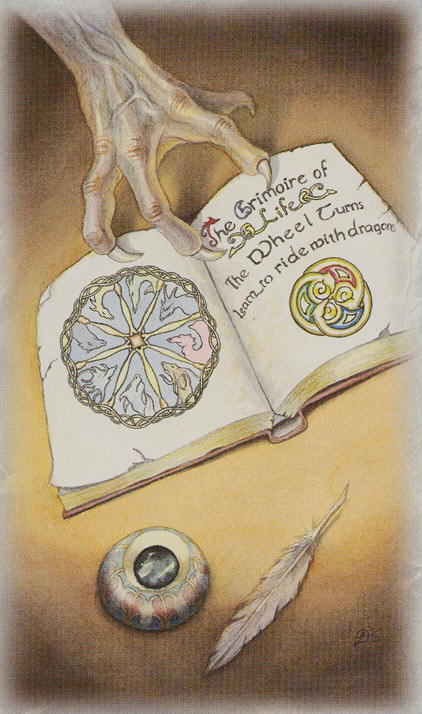 The Grimoire of
Life
The Wheel Turns
Learn to ride with dragons